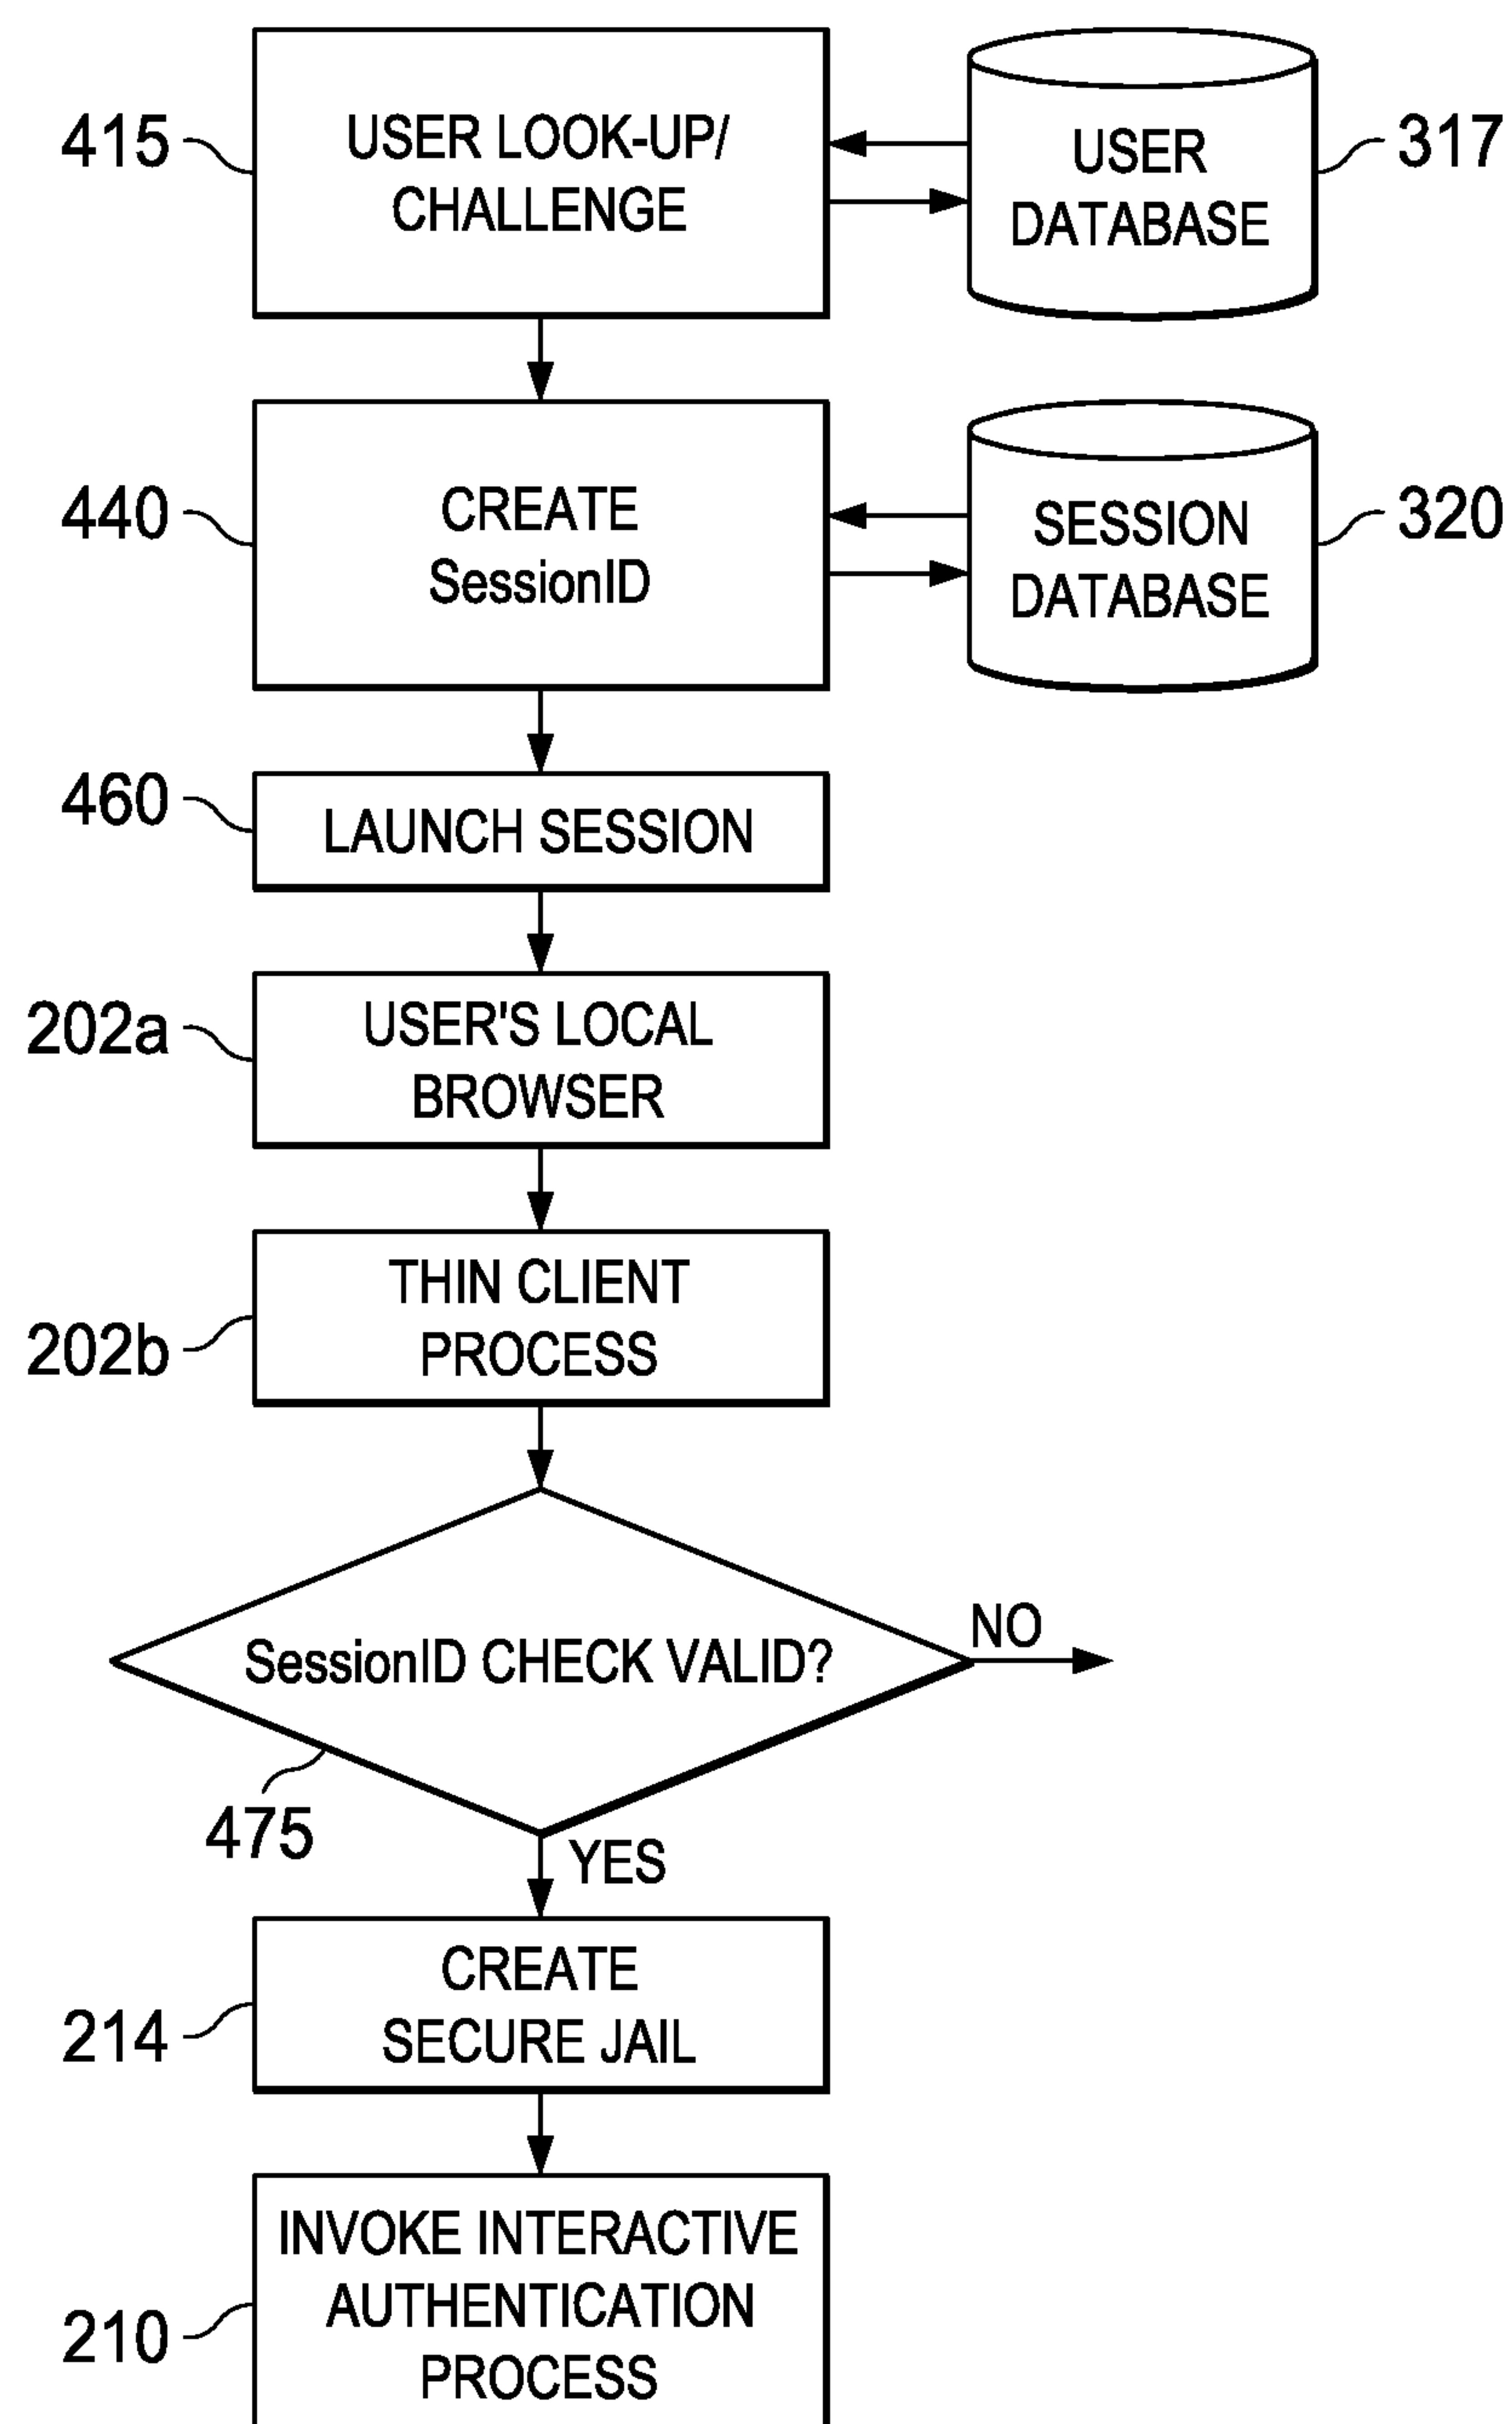 415
USER LOOK-UP/
CHALLENGE
USER
DATABASE
317
440
CREATE
SessionID
SESSION
DATABASE
320
460
LAUNCH SESSION
202a
USER'S LOCAL
BROWSER
202b
THIN CLIENT
PROCESS
SessionID CHECK VALID?
NO
475
YES
214
CREATE
SECURE JAIL
210
INVOKE INTERACTIVE
AUTHENTICATION
PROCESS